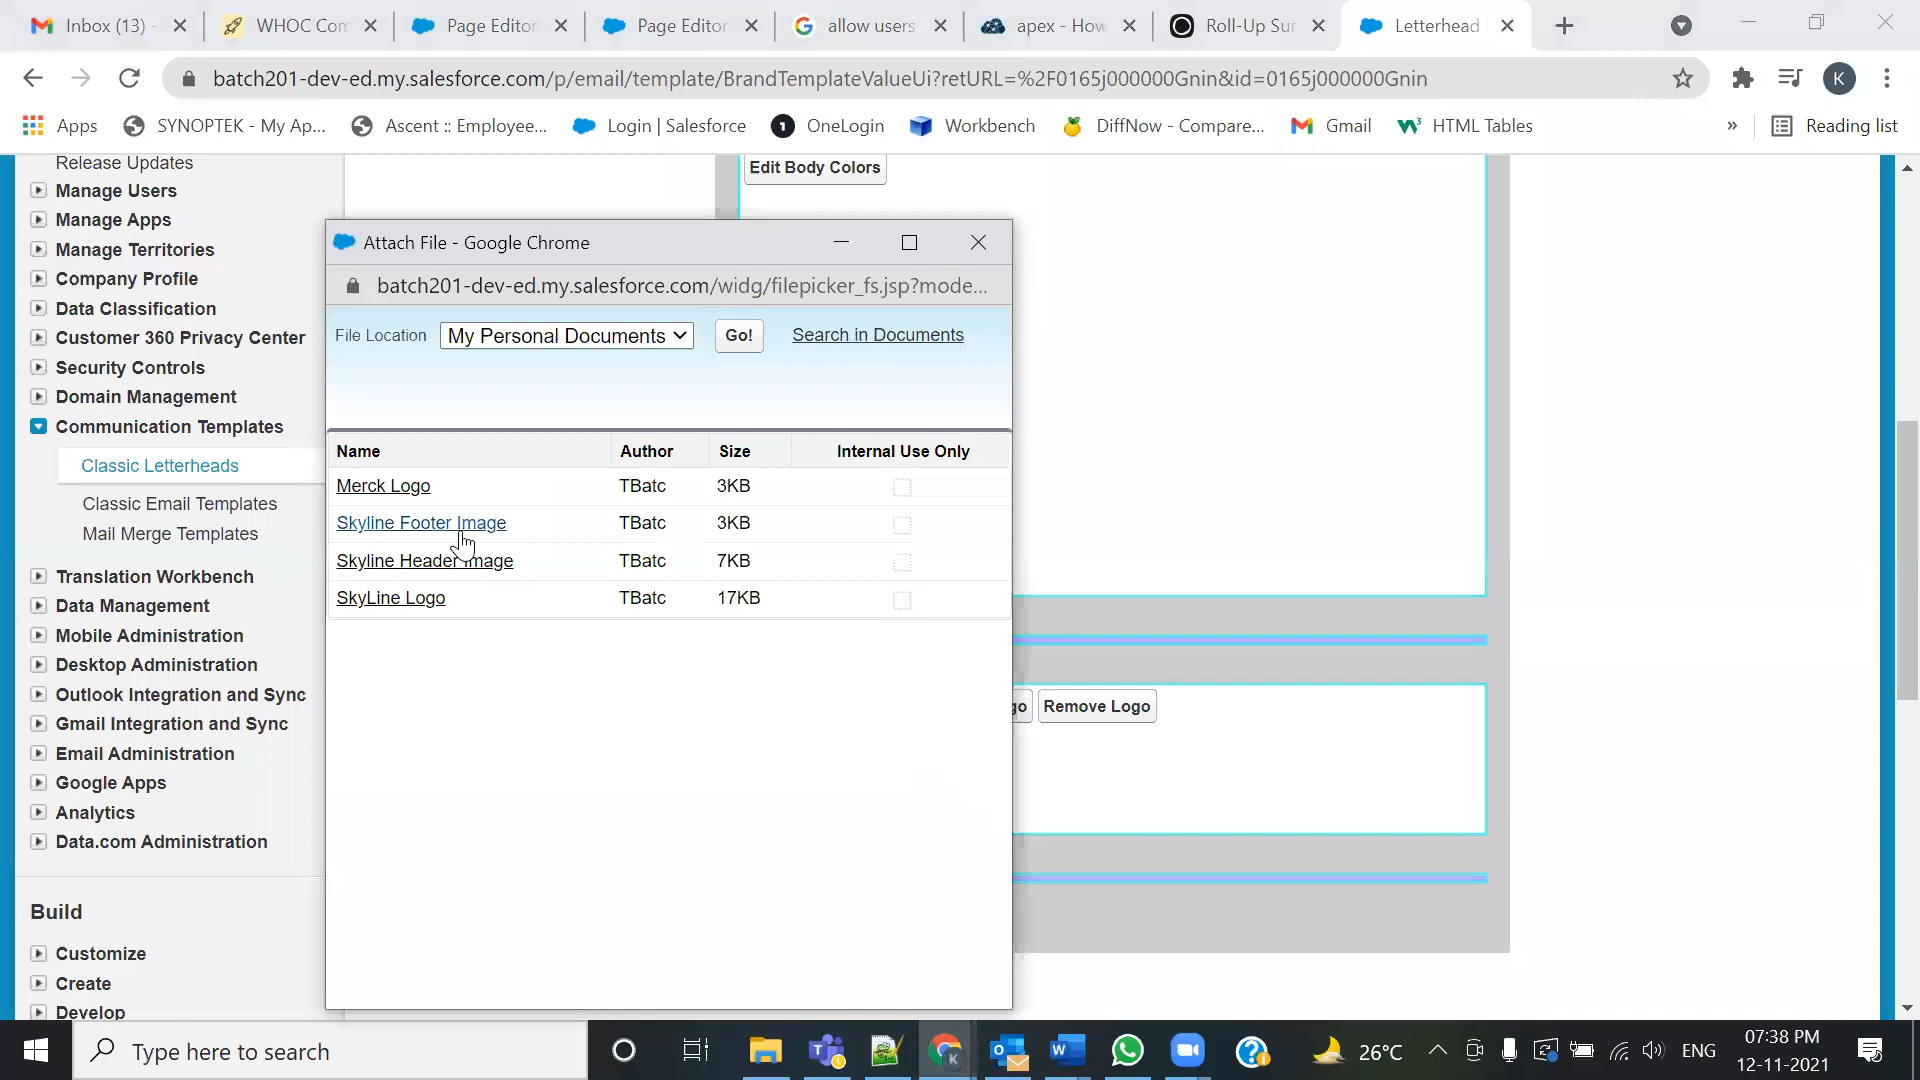 Inbox (13) -
WHOC Com
Page Editor
Page Editor
allow users
apex - How
Roll-Up Sur
Letterhead
batch201-dev-ed.my.salesforce.com/p/email/template/BrandTemplateValueUi?retURL=%2F0165j000000Gnin&id=0165j000000Gnin
K
Apps
SYNOPTEK - My Ap...
Ascent :: Employee...
Login | Salesforce
OneLogin
Workbench
DiffNow - Compare...
Gmail
HTML Tables
»
Reading list
Release Updates
Manage Users
Manage Apps
Manage Territories
Company Profile
Data Classification
Customer 360 Privacy Center
Security Controls
Domain Management
Communication Templates
Classic Letterheads
Classic Email Templates
Mail Merge Templates
Translation Workbench
Data Management
Mobile Administration
Desktop Administration
Outlook Integration and Sync
Gmail Integration and Sync
Email Administration
Google Apps
Analytics
Data.com Administration
Build
Customize
Create
Develop
Edit Body Colors
Attach File - Google Chrome
batch201-dev-ed.my.salesforce.com/widg/filepicker_fs.jsp?mode...
File Location My Personal Documents Go! Search in Documents
Name Author Size Internal Use Only
Merck Logo TBatc 3KB
Skyline Footer Image TBatc 3KB
Skyline Header Image TBatc 7KB
SkyLine Logo TBatc 17KB
go Remove Logo
Type here to search
26°C
ENG
07:38 PM
12-11-2021